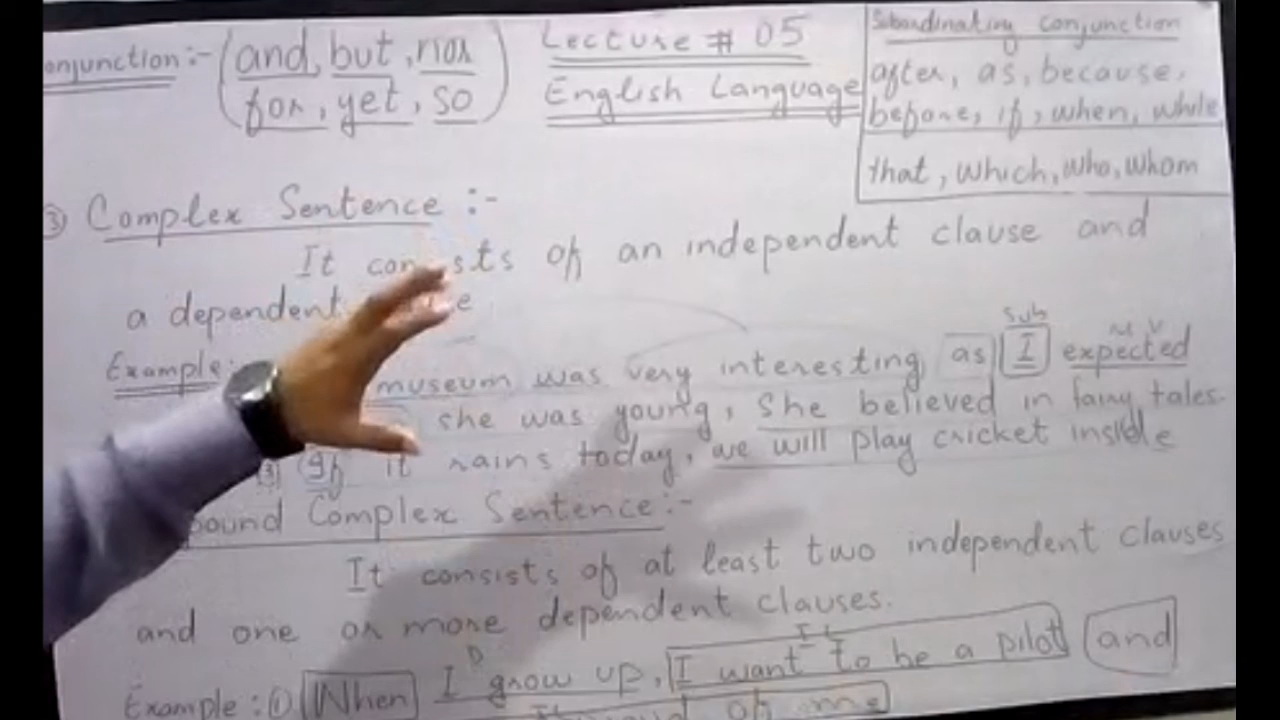 onjunction :- (and, but, nor
for, yet, so)
Lecture # 05
English Language
Subordinating conjunction
after, as, because,
before, if, when, while
that, which, who, whom
③ Complex Sentence :-
It consists of an independent clause and
a dependent
Example:
museum was very interesting as I expected
Sub
M V
she was young, She believed in fairy tales.
③ If it rains today, we will play cricket inside
pound Complex Sentence :-
It consists of at least two independent clauses
and one or more dependent clauses.
D
Example : ① When I grow up, I want to be a pilot and
of me